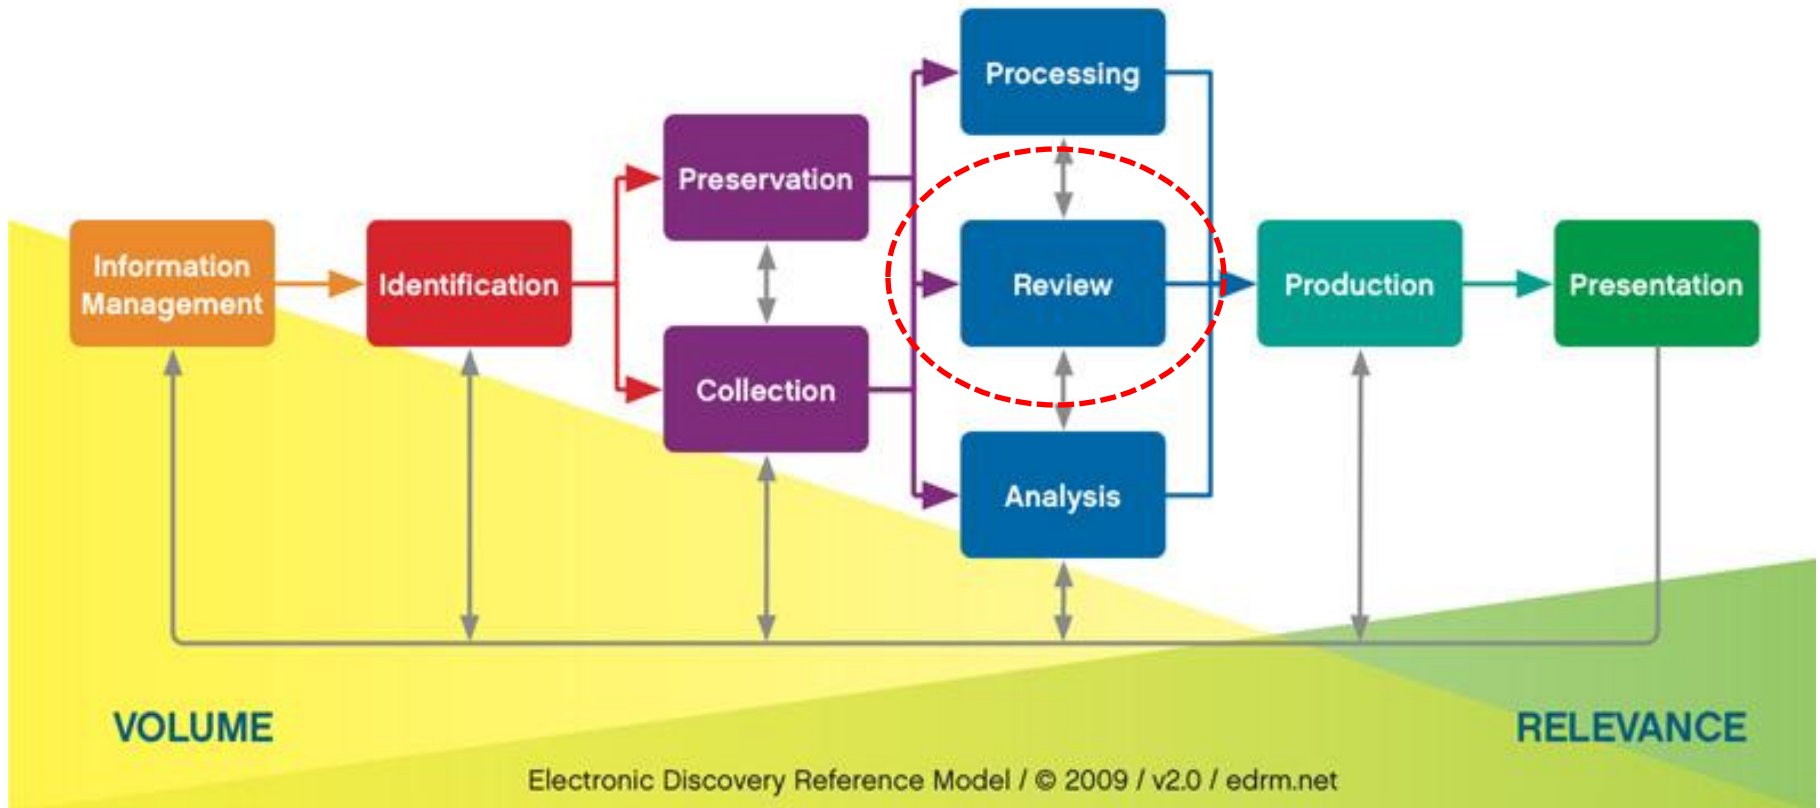 Information
Management
Identification
Preservation
Collection
Processing
Review
Analysis
Production
Presentation
VOLUME
RELEVANCE
Electronic Discovery Reference Model / © 2009 / v2.0 / edrm.net